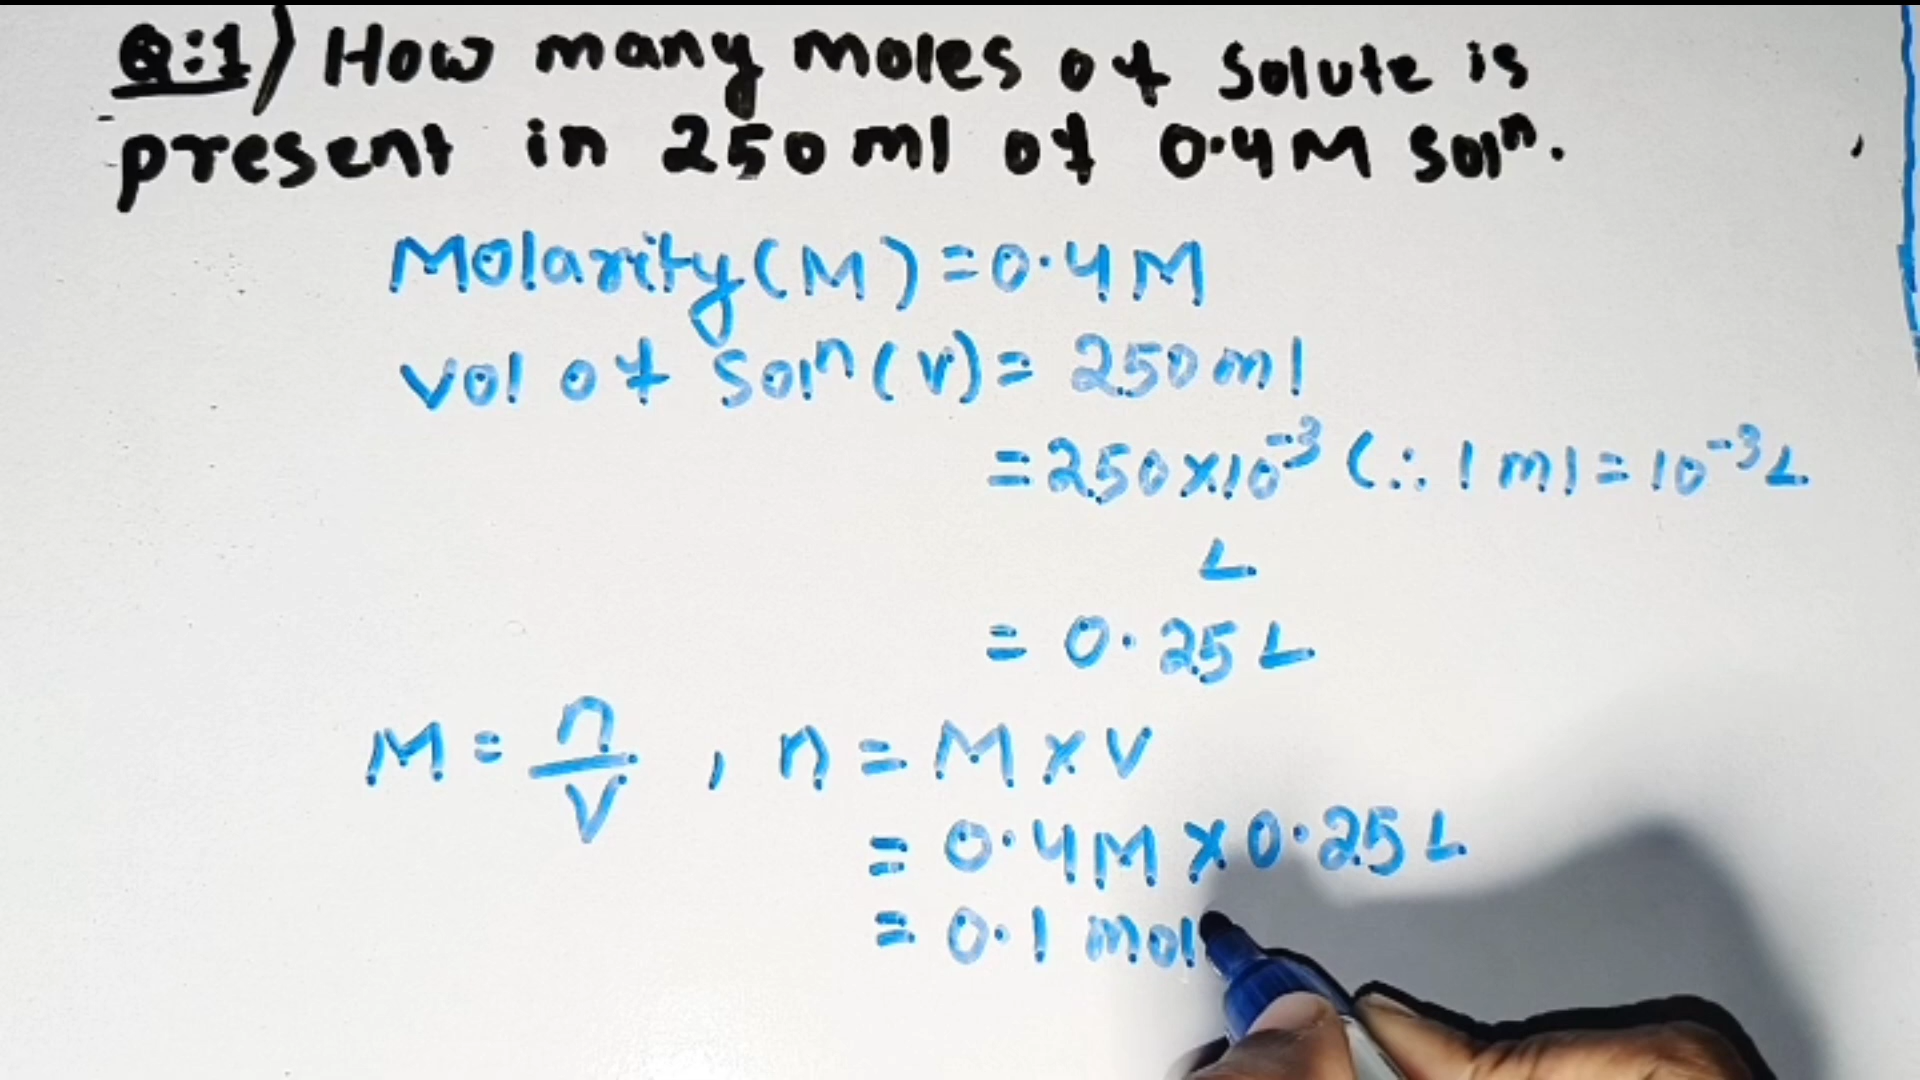 Q:1) How many moles of solute is
present in 250 ml of 0.4M solⁿ.
Molarity (M) = 0.4 M
Vol of solⁿ (V) = 250 ml
= 250×10⁻³ (∴ 1 ml = 10⁻³ L
L
= 0.25 L
M = n/V , n = M × V
= 0.4M × 0.25 L
= 0.1 mol